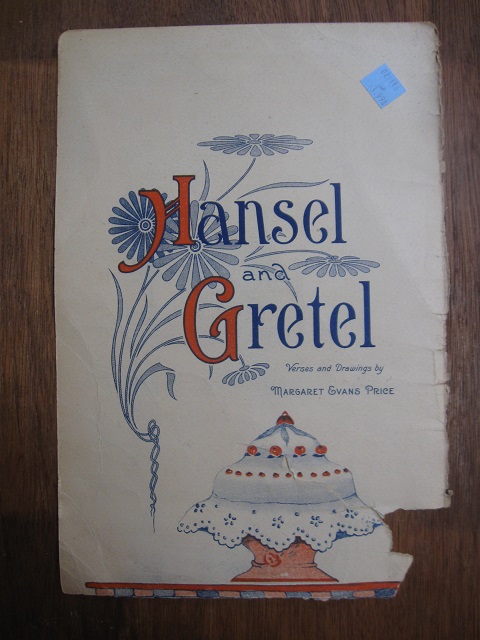 Hansel
and
Gretel
Verses and Drawings by
Margaret Evans Price